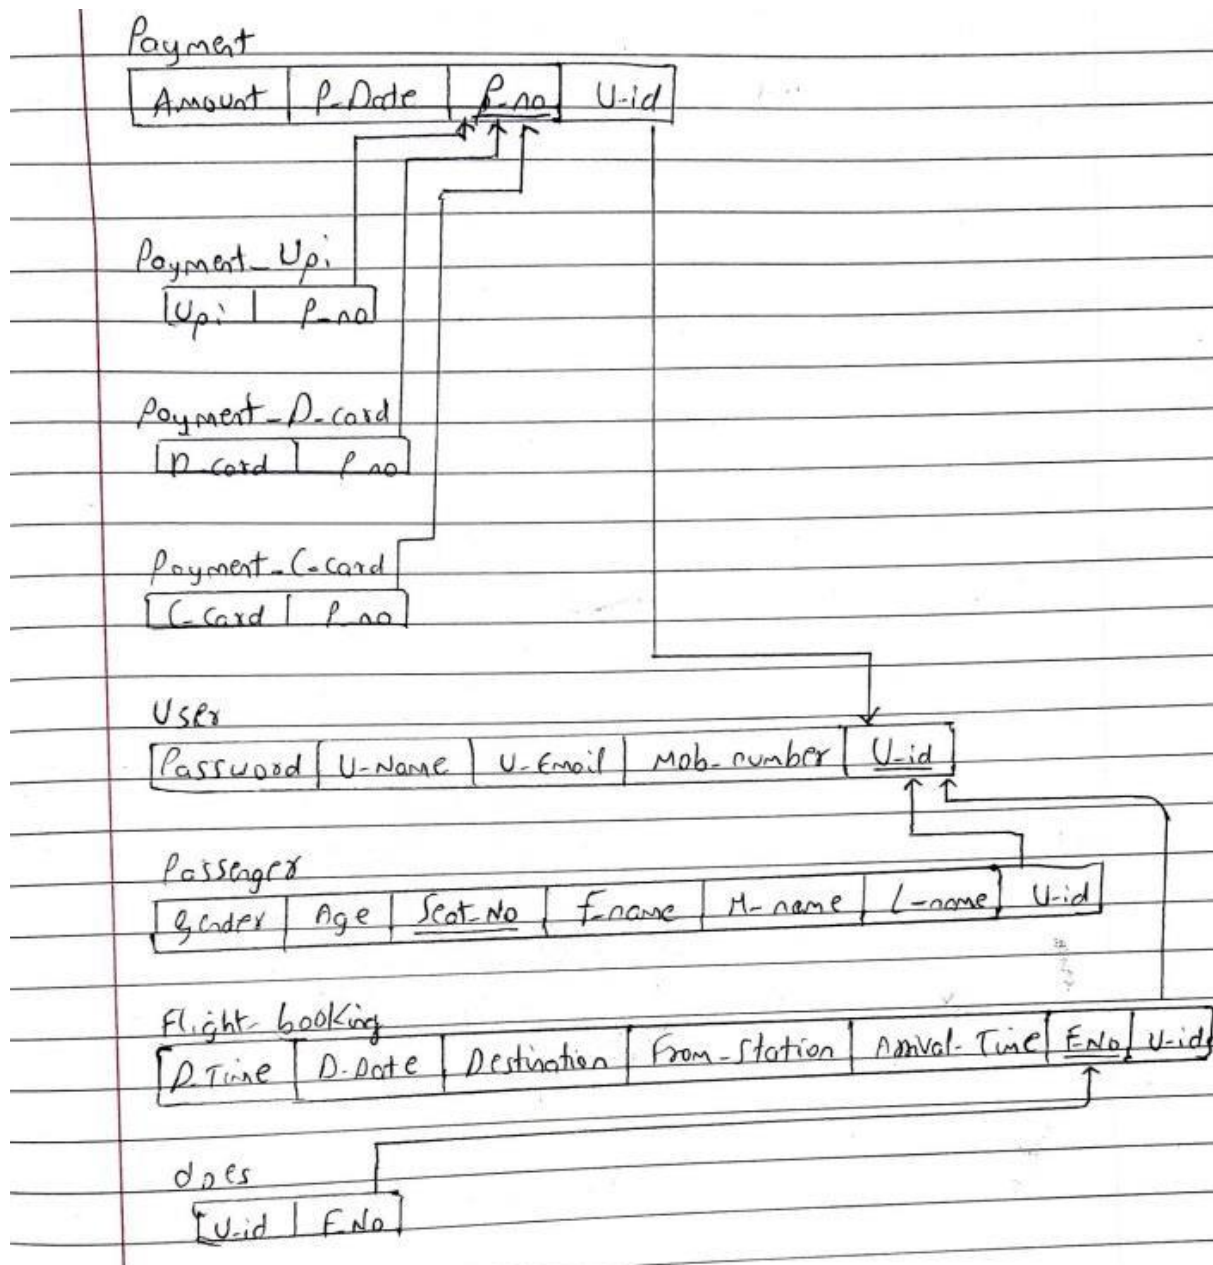 Payment
Amount P-Date P-no U-id
Payment_Upi
Upi P-no
Payment-D-card
D-card P-no
Payment-C-card
C-card P-no
User
Password U-Name U-Email Mob-number U-id
Passenger
Gender Age Seat-No F-name M-name L-name U-id
Flight-booking
D-Time D-Date Destination From-Station Arrival-Time F-No U-id
does
U-id F-No